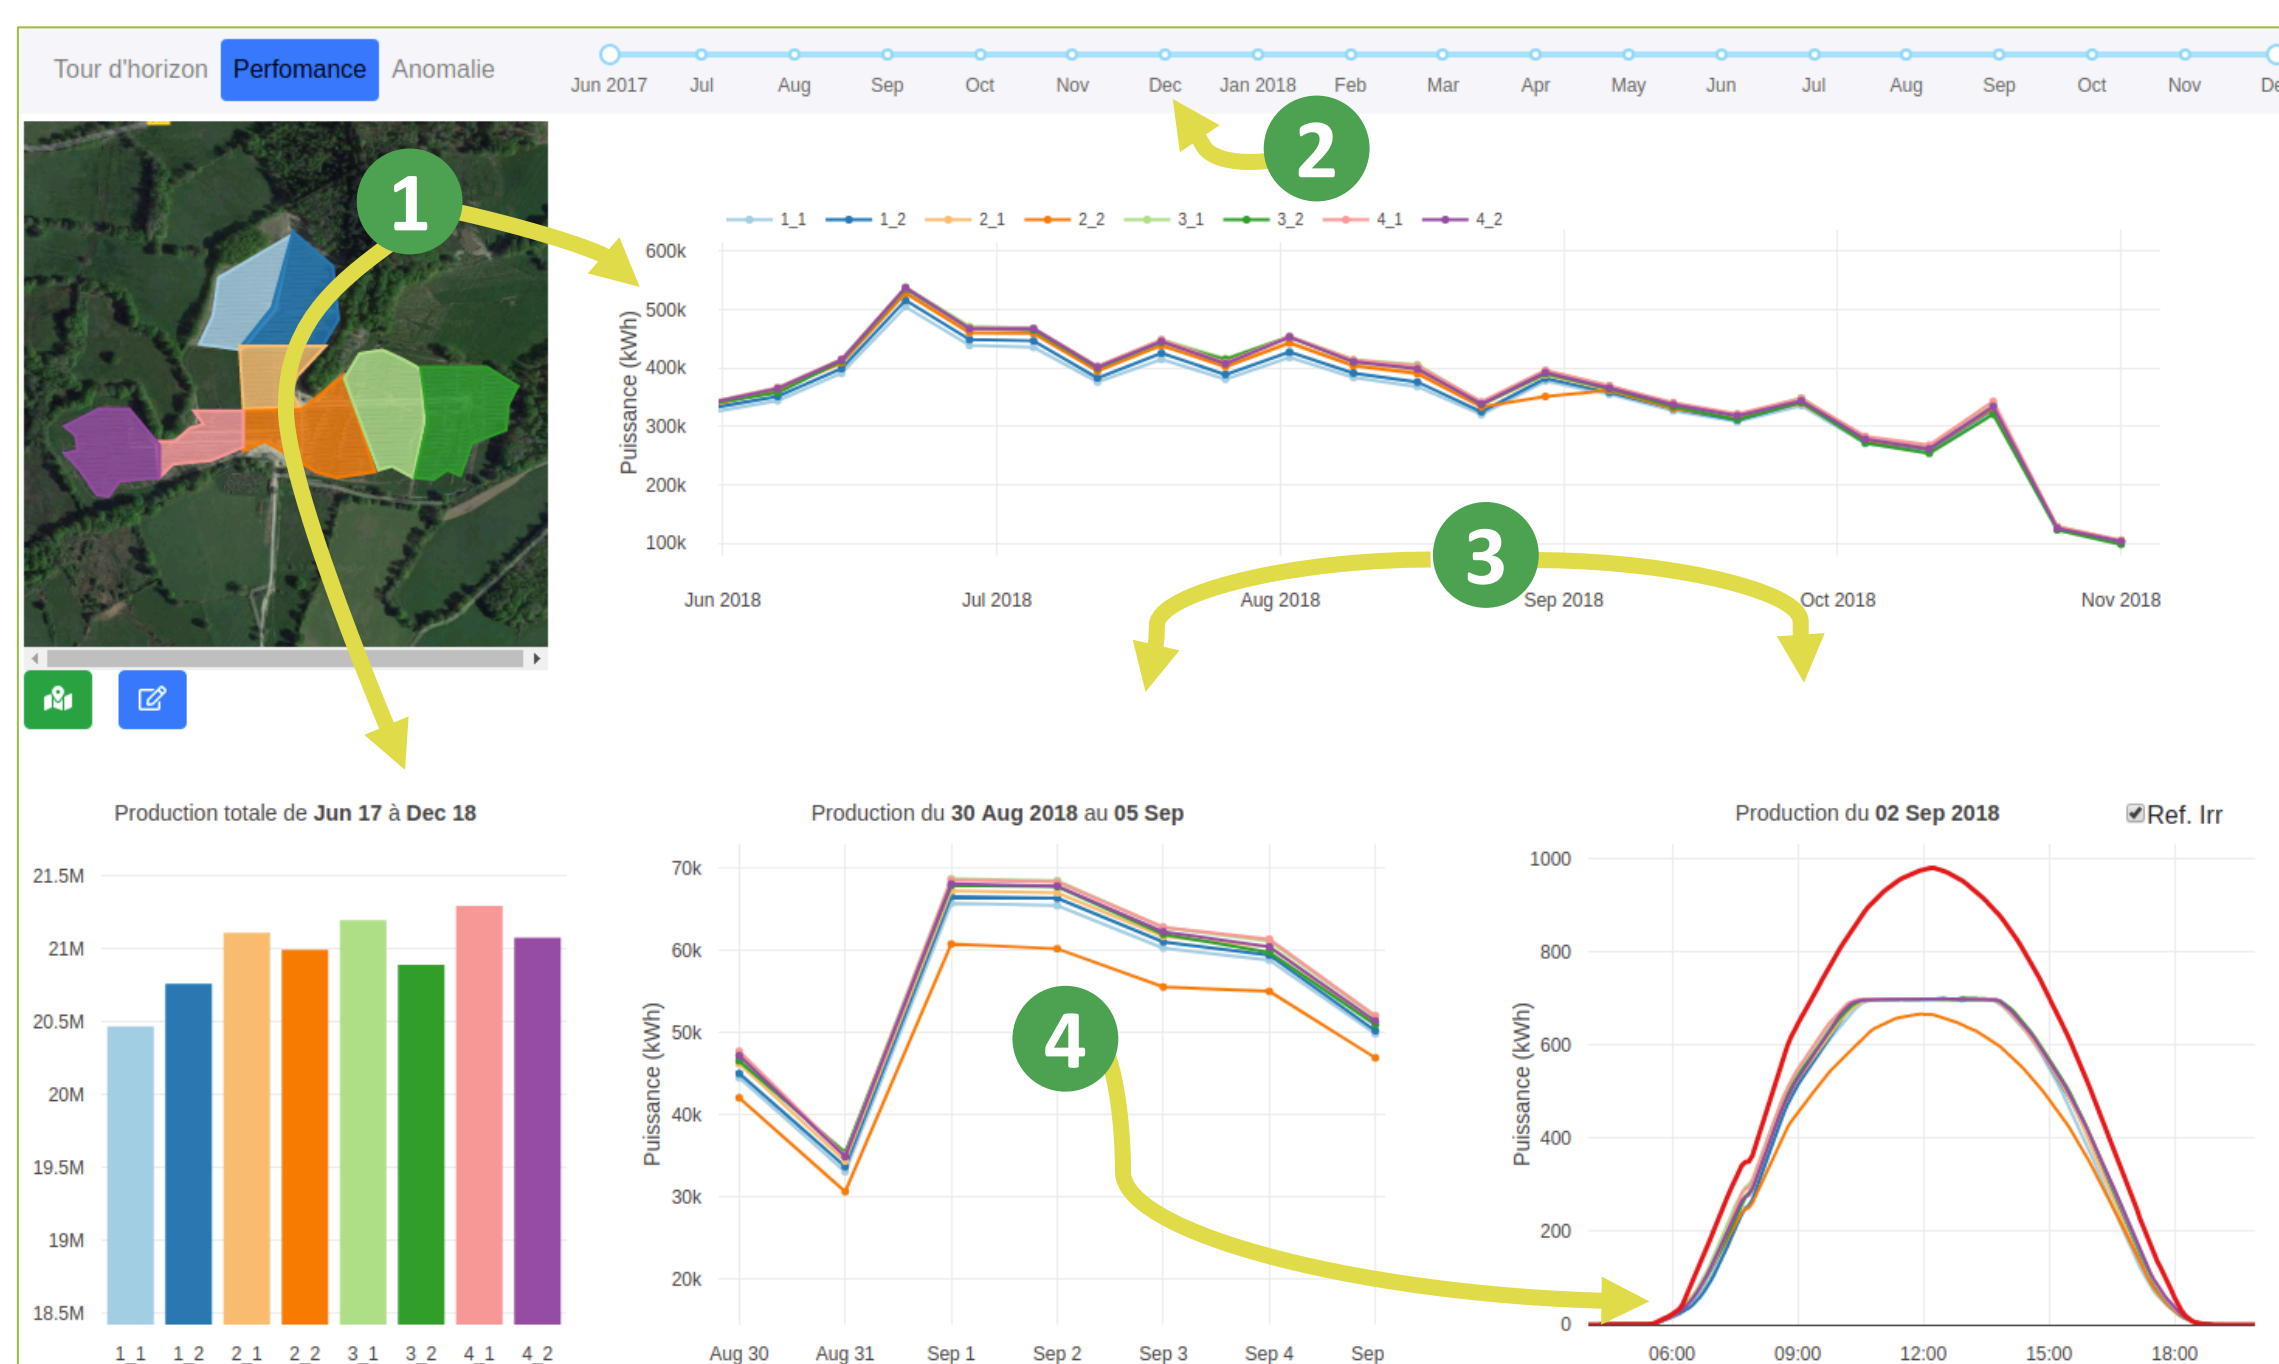 Tour d'horizon Perfomance Anomalie
Jun 2017 Jul Aug Sep Oct Nov Dec Jan 2018 Feb Mar Apr May Jun Jul Aug Sep Oct Nov
1
2
1_1 1_2 2_1 2_2 3_1 3_2 4_1 4_2
Puissance (kWh)
600k
500k
400k
300k
200k
100k
3
Jun 2018 Jul 2018 Aug 2018 Sep 2018 Oct 2018 Nov 2018
Production totale de Jun 17 à Dec 18
21.5M
21M
20.5M
20M
19.5M
19M
18.5M
1_1 1_2 2_1 2_2 3_1 3_2 4_1 4_2
Production du 30 Aug 2018 au 05 Sep
Puissance (kWh)
70k
60k
50k
40k
30k
20k
4
Aug 30 Aug 31 Sep 1 Sep 2 Sep 3 Sep 4 Sep
Production du 02 Sep 2018
Ref. Irr
Puissance (kWh)
1000
800
600
400
200
0
06:00 09:00 12:00 15:00 18:00